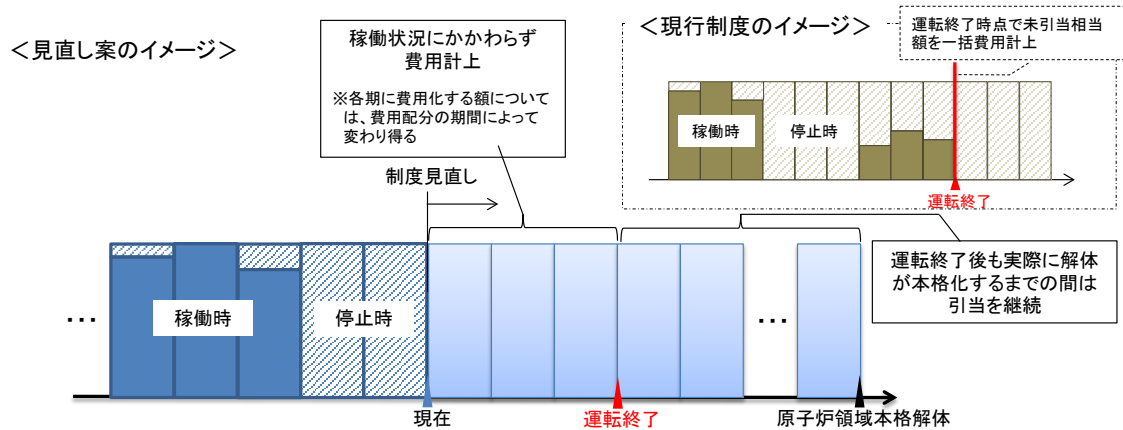 ＜見直し案のイメージ＞
稼働状況にかかわらず
費用計上
※各期に費用化する額について
は、費用配分の期間によって
変わり得る
制度見直し
＜現行制度のイメージ＞
運転終了時点で未引当相当
額を一括費用計上
稼働時
停止時
運転終了
運転終了後も実際に解体
が本格化するまでの間は
引当を継続
…
稼働時
停止時
…
現在
運転終了
原子炉領域本格解体